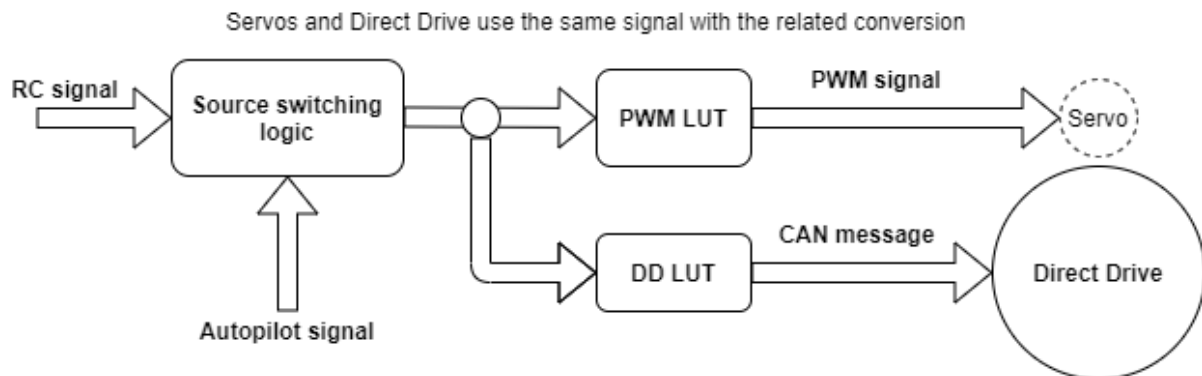 Servos and Direct Drive use the same signal with the related conversion
RC signal
Source switching
logic
PWM LUT
PWM signal
Servo
DD LUT
CAN message
Direct Drive
Autopilot signal